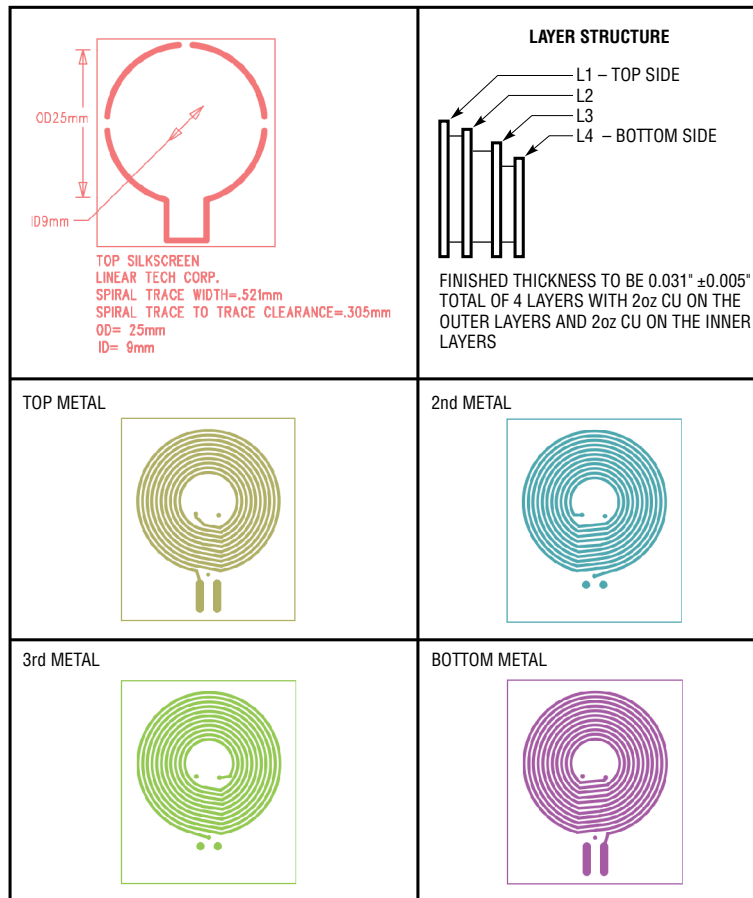 OD25mm
ID9mm
TOP SILKSCREEN
LINEAR TECH CORP.
SPIRAL TRACE WIDTH=.521mm
SPIRAL TRACE TO TRACE CLEARANCE=.305mm
OD= 25mm
ID= 9mm
LAYER STRUCTURE
L1 – TOP SIDE
L2
L3
L4 – BOTTOM SIDE
FINISHED THICKNESS TO BE 0.031" ±0.005"
TOTAL OF 4 LAYERS WITH 2oz CU ON THE
OUTER LAYERS AND 2oz CU ON THE INNER
LAYERS
TOP METAL
2nd METAL
3rd METAL
BOTTOM METAL